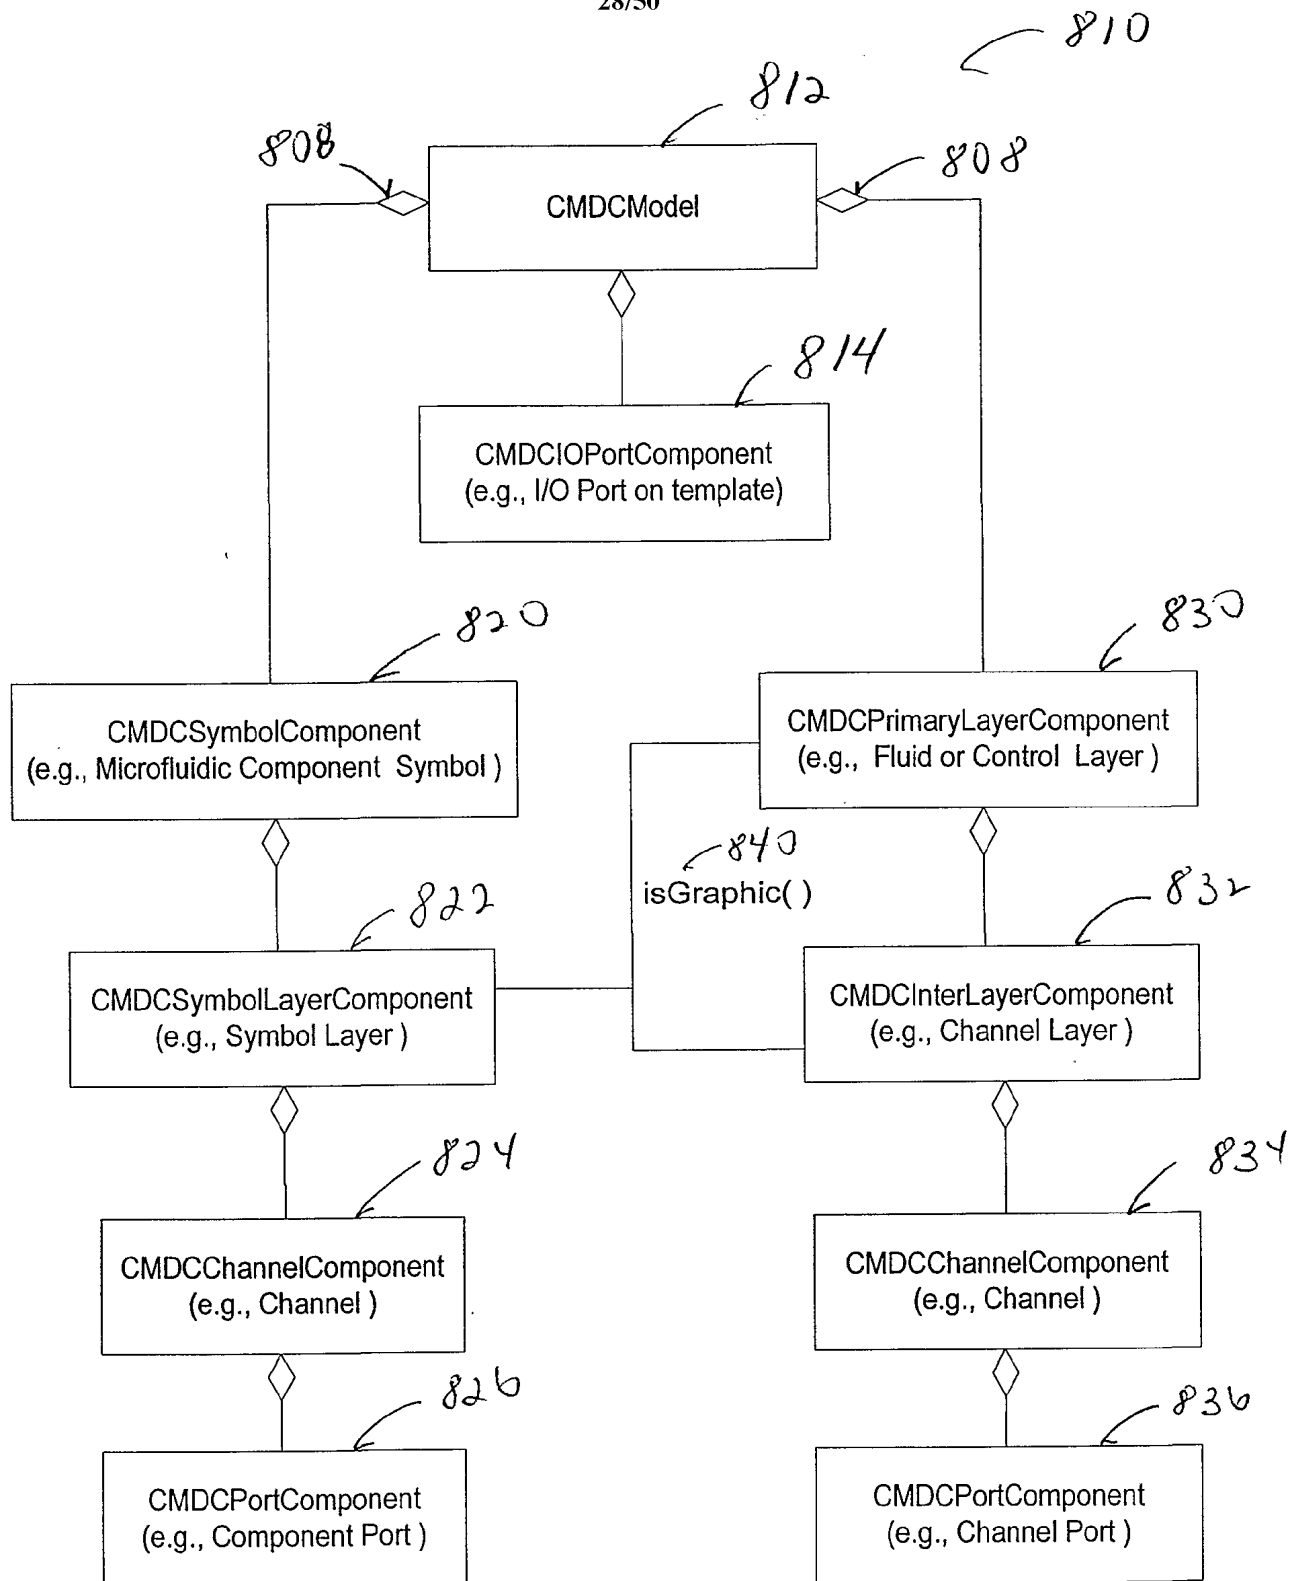 28/50
810
812
808
808
CMDCModel
814
CMDCIOPortComponent
(e.g., I/O Port on template)
820
830
CMDCSymbolComponent
(e.g., Microfluidic Component Symbol )
CMDCPrimaryLayerComponent
(e.g., Fluid or Control Layer )
840
isGraphic( )
822
832
CMDCSymbolLayerComponent
(e.g., Symbol Layer )
CMDCInterLayerComponent
(e.g., Channel Layer )
824
834
CMDCChannelComponent
(e.g., Channel )
CMDCChannelComponent
(e.g., Channel )
826
836
CMDCPortComponent
(e.g., Component Port )
CMDCPortComponent
(e.g., Channel Port )